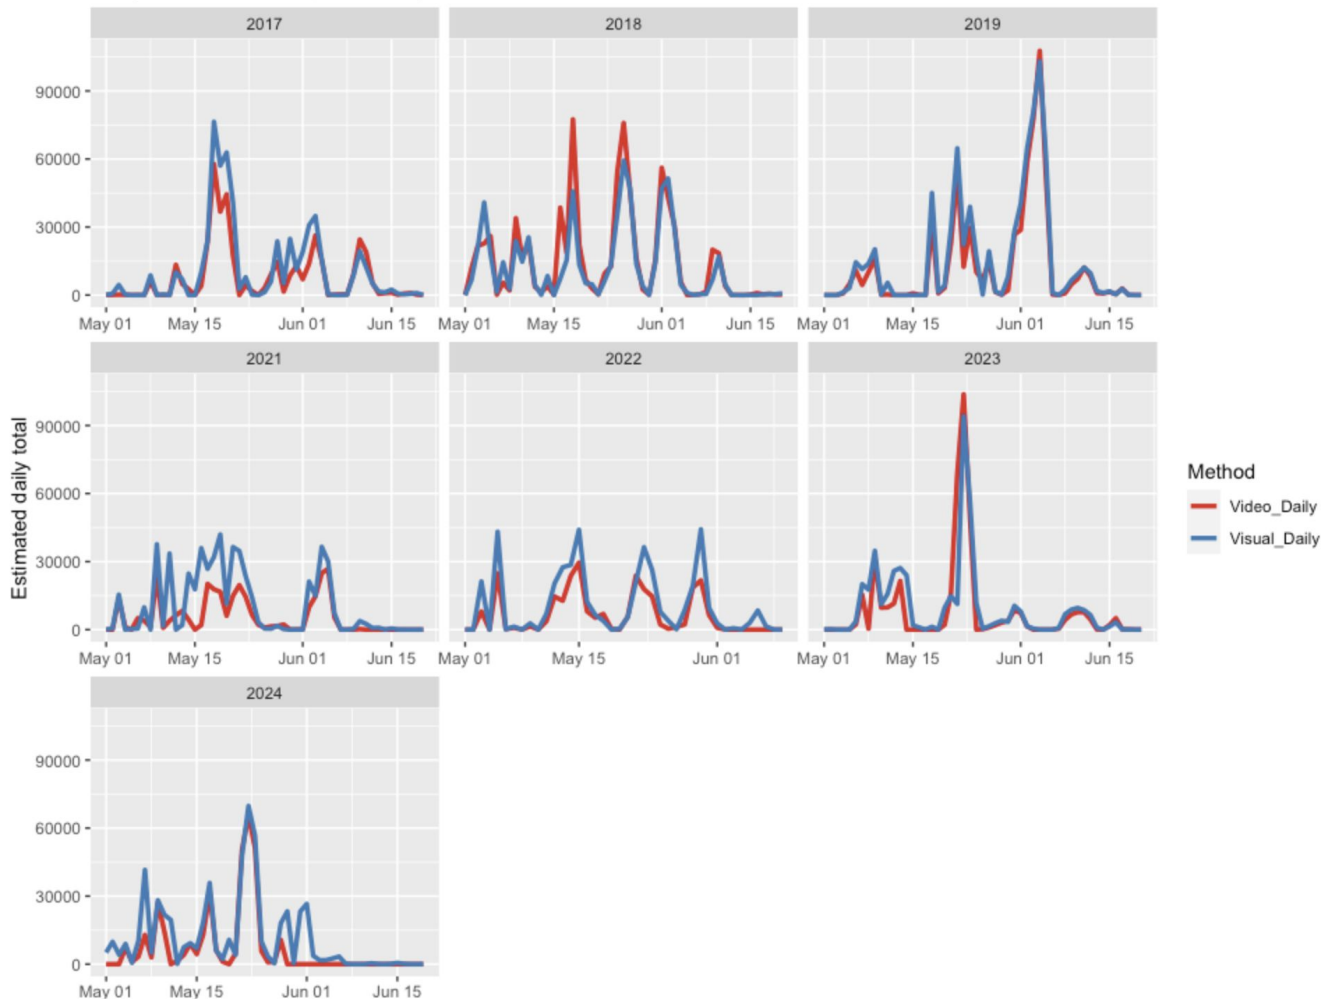 2017 2018 2019
90000
60000
30000
0
May 01 May 15 Jun 01 Jun 15 May 01 May 15 Jun 01 Jun 15 May 01 May 15 Jun 01 Jun 15
2021 2022 2023
Estimated daily total
90000
60000
30000
0
May 01 May 15 Jun 01 Jun 15 May 01 May 15 Jun 01 May 01 May 15 Jun 01 Jun 15
Method
Video_Daily
Visual_Daily
2024
90000
60000
30000
0
May 01 May 15 Jun 01 Jun 15